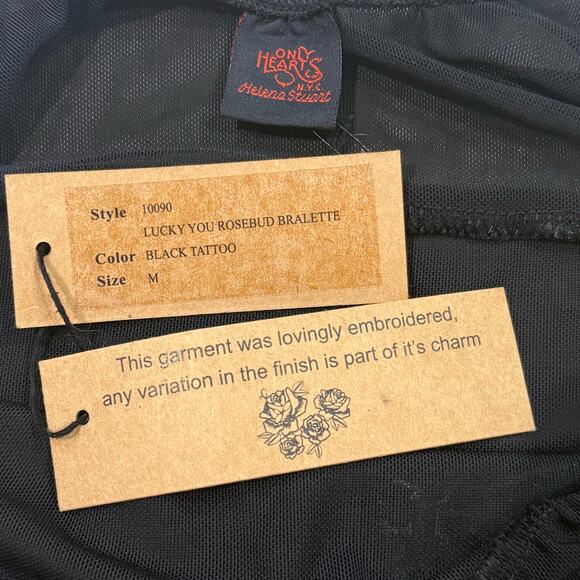 ONLY
HEARTS
N.Y.C
Helena Stuart
Style 10090
LUCKY YOU ROSEBUD BRALETTE
Color BLACK TATTOO
Size M
This garment was lovingly embroidered,
any variation in the finish is part of it's charm